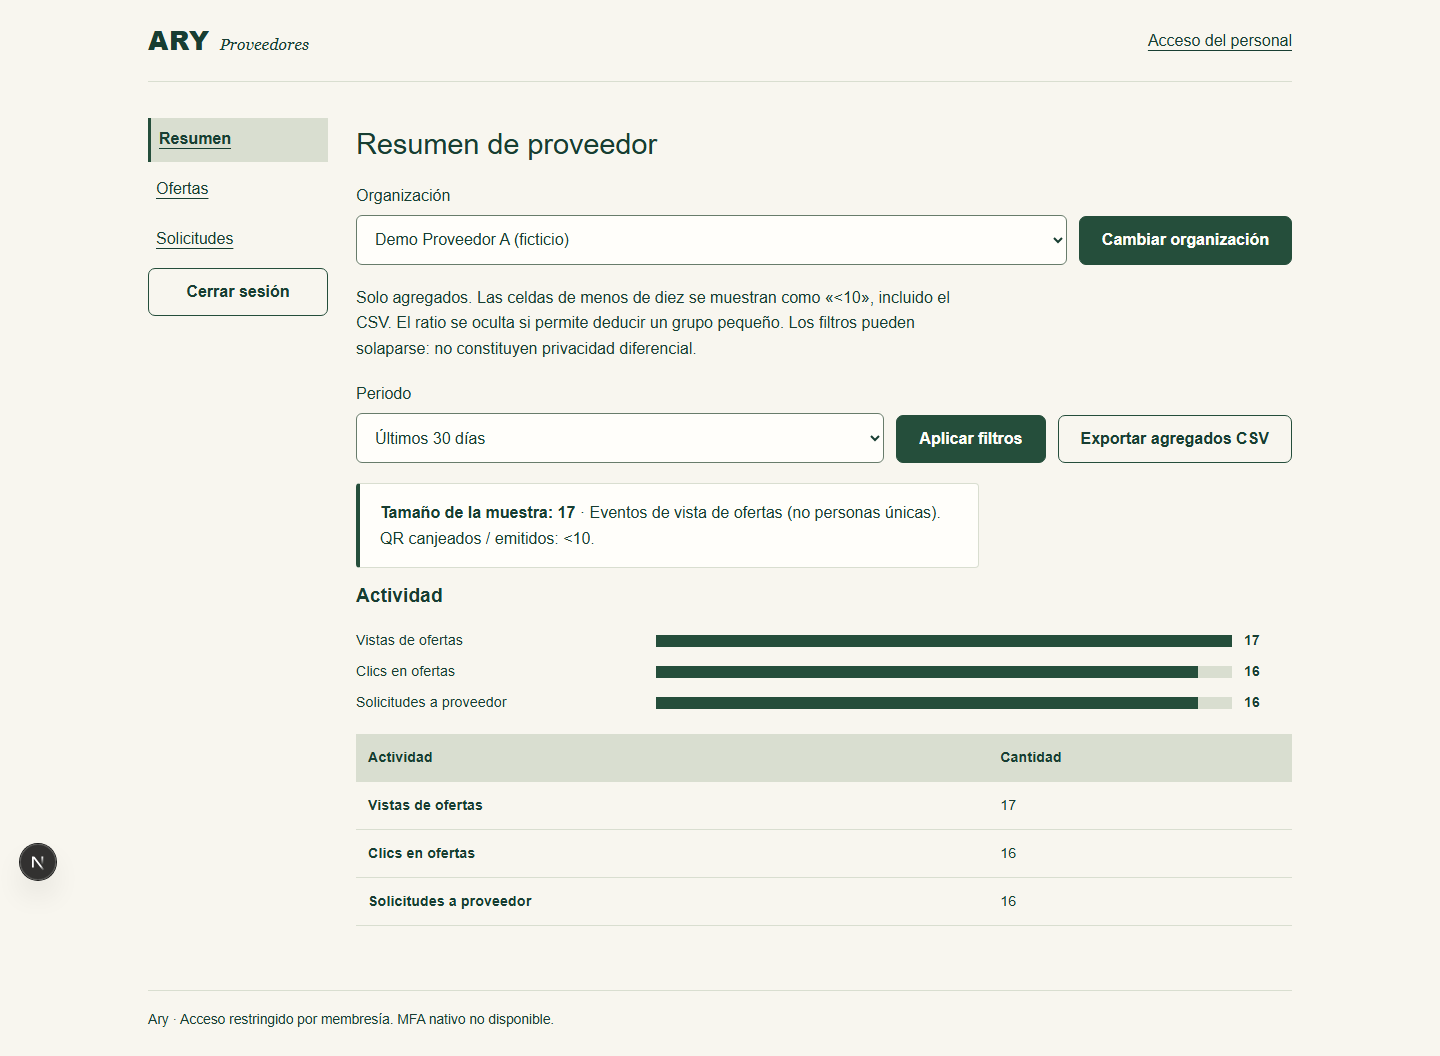 ARY Proveedores
Acceso del personal
Resumen
Ofertas
Solicitudes
Cerrar sesión
Resumen de proveedor
Organización
Demo Proveedor A (ficticio)
Cambiar organización
Solo agregados. Las celdas de menos de diez se muestran como «<10», incluido el
CSV. El ratio se oculta si permite deducir un grupo pequeño. Los filtros pueden
solaparse: no constituyen privacidad diferencial.
Periodo
Últimos 30 días
Aplicar filtros
Exportar agregados CSV
Tamaño de la muestra: 17 · Eventos de vista de ofertas (no personas únicas).
QR canjeados / emitidos: <10.
Actividad
Vistas de ofertas 17
Clics en ofertas 16
Solicitudes a proveedor 16
Actividad Cantidad
Vistas de ofertas 17
Clics en ofertas 16
Solicitudes a proveedor 16
N
Ary · Acceso restringido por membresía. MFA nativo no disponible.